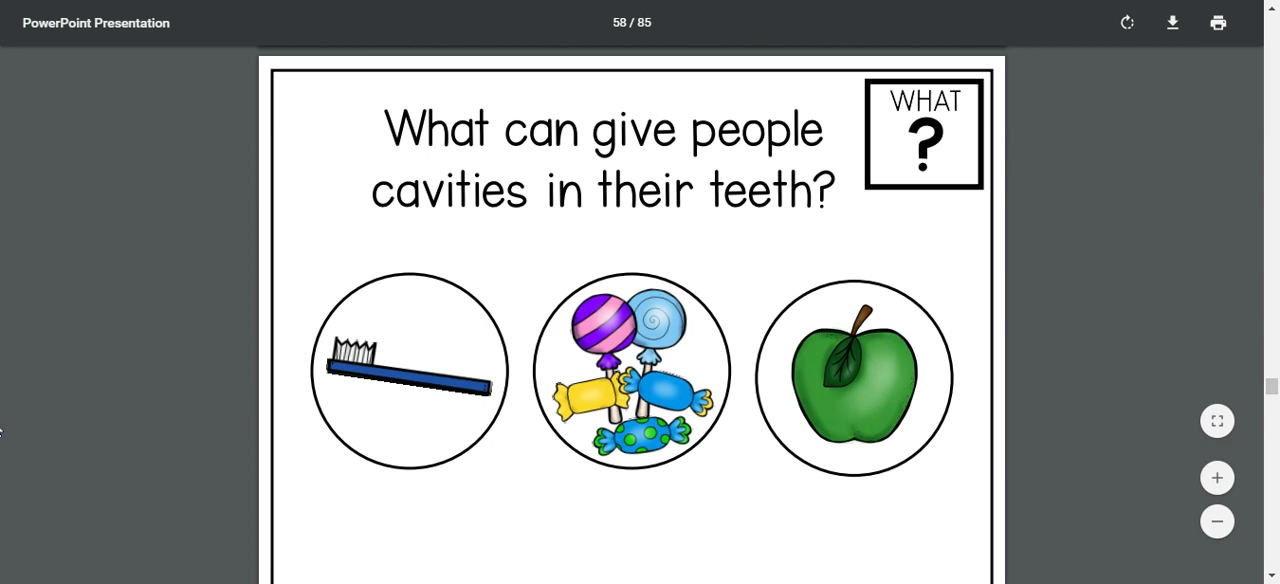 PowerPoint Presentation
58 / 85
WHAT
?
What can give people
cavities in their teeth?